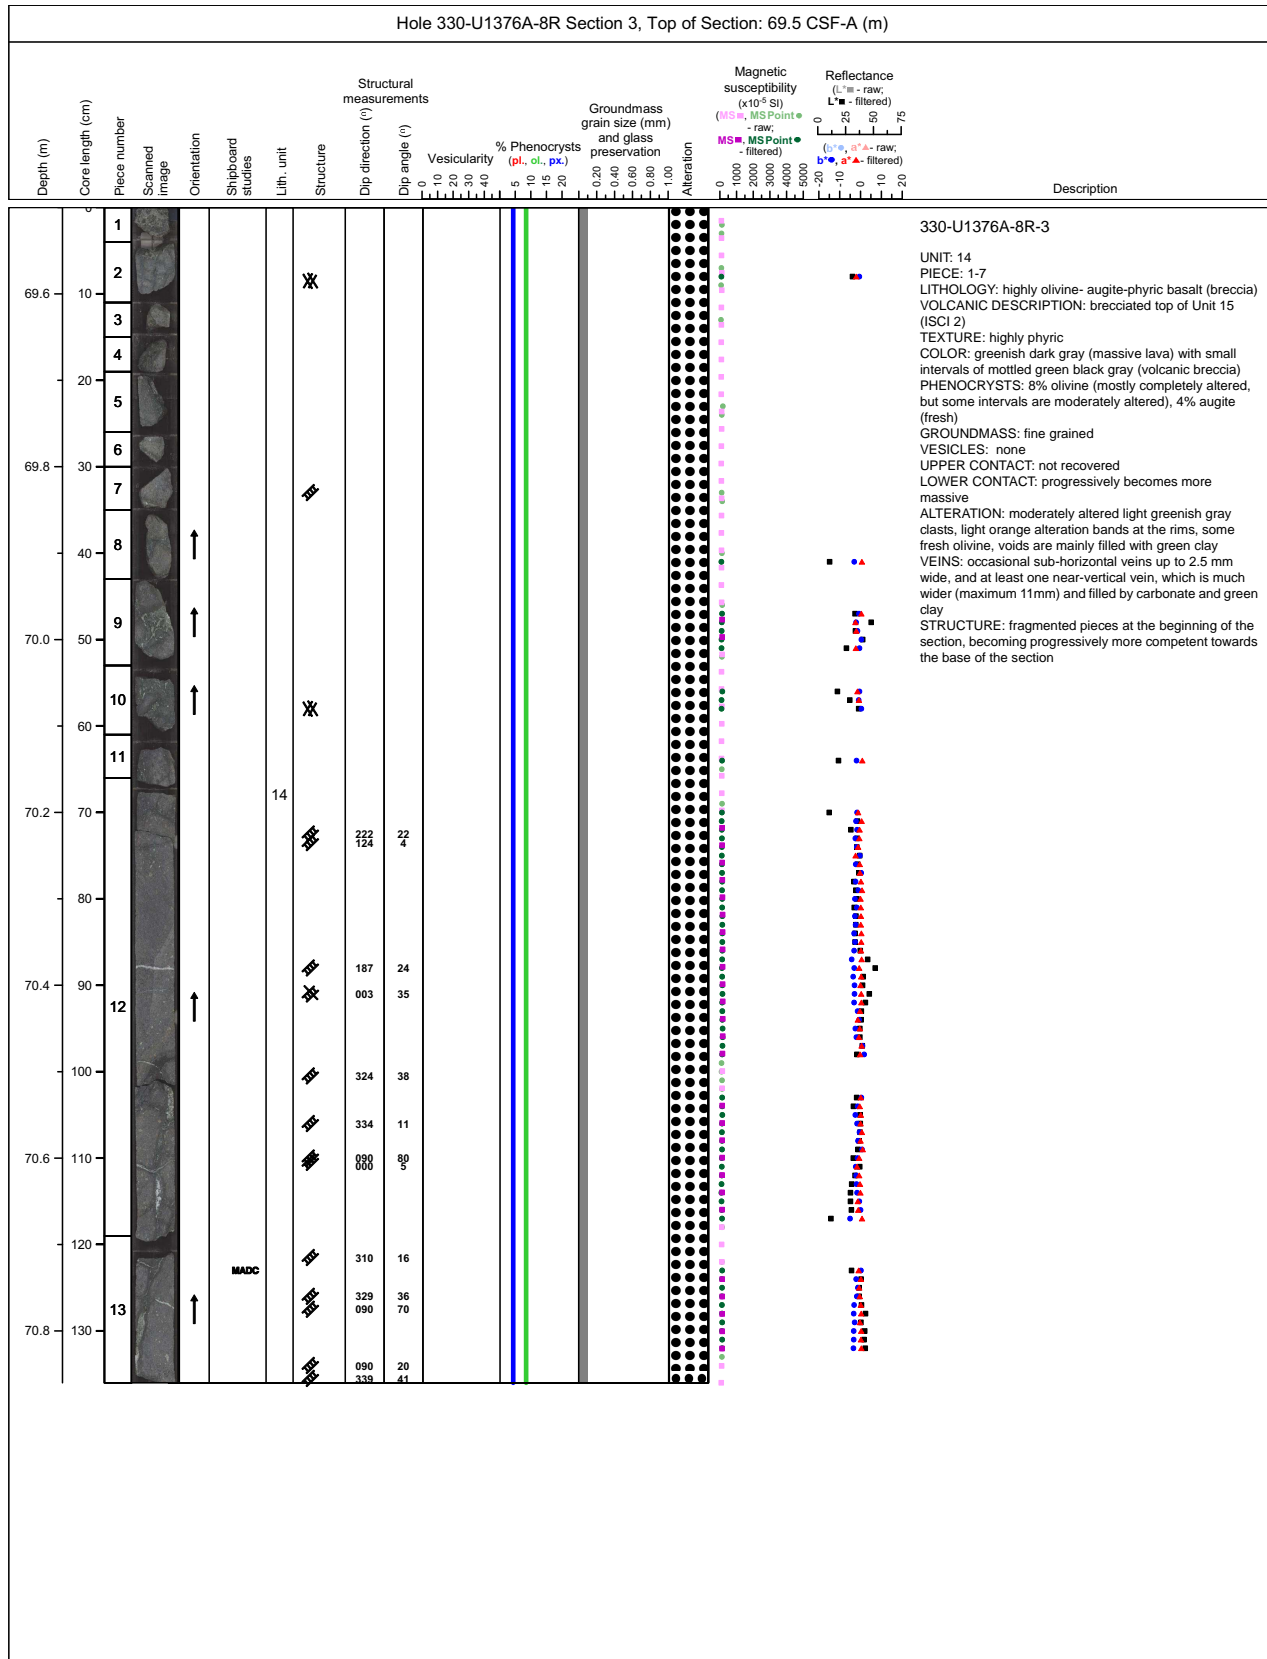 Hole 330-U1376A-8R Section 3, Top of Section: 69.5 CSF-A (m)
Depth (m)
Core length (cm)
Piece number
Scanned
image
Orientation
Shipboard
studies
Lith. unit
Structure
Structural
measurements
Dip direction (°)
Dip angle (°)
Vesicularity
0 10 20 30 40
% Phenocrysts
(pl., ol., px.)
5 10 15 20
Groundmass
grain size (mm)
and glass
preservation
0.20 0.40 0.60 0.80 1.00
Alteration
Magnetic
susceptibility
(x10-5 SI)
(MS■, MSPoint●
- raw;
MS■, MSPoint●
- filtered)
0 1000 2000 3000 4000 5000
Reflectance
(L*■ - raw;
L*■ - filtered)
0 25 50 75
(b*●, a*▲- raw;
b*●, a*▲- filtered)
-20 -10 0 10 20
Description
0
1
2
69.6
10
3
4
20
5
6
69.8
30
7
8
40
9
70.0
50
10
60
11
14
70.2
70
222 22
124 4
80
187 24
70.4
90
003 35
12
100
324 38
334 11
70.6
110
090 80
000 5
120
310 16
MADC
329 36
13
090 70
70.8
130
090 20
339 41
330-U1376A-8R-3
UNIT: 14
PIECE: 1-7
LITHOLOGY: highly olivine- augite-phyric basalt (breccia)
VOLCANIC DESCRIPTION: brecciated top of Unit 15
(ISCI 2)
TEXTURE: highly phyric
COLOR: greenish dark gray (massive lava) with small
intervals of mottled green black gray (volcanic breccia)
PHENOCRYSTS: 8% olivine (mostly completely altered,
but some intervals are moderately altered), 4% augite
(fresh)
GROUNDMASS: fine grained
VESICLES: none
UPPER CONTACT: not recovered
LOWER CONTACT: progressively becomes more
massive
ALTERATION: moderately altered light greenish gray
clasts, light orange alteration bands at the rims, some
fresh olivine, voids are mainly filled with green clay
VEINS: occasional sub-horizontal veins up to 2.5 mm
wide, and at least one near-vertical vein, which is much
wider (maximum 11mm) and filled by carbonate and green
clay
STRUCTURE: fragmented pieces at the beginning of the
section, becoming progressively more competent towards
the base of the section